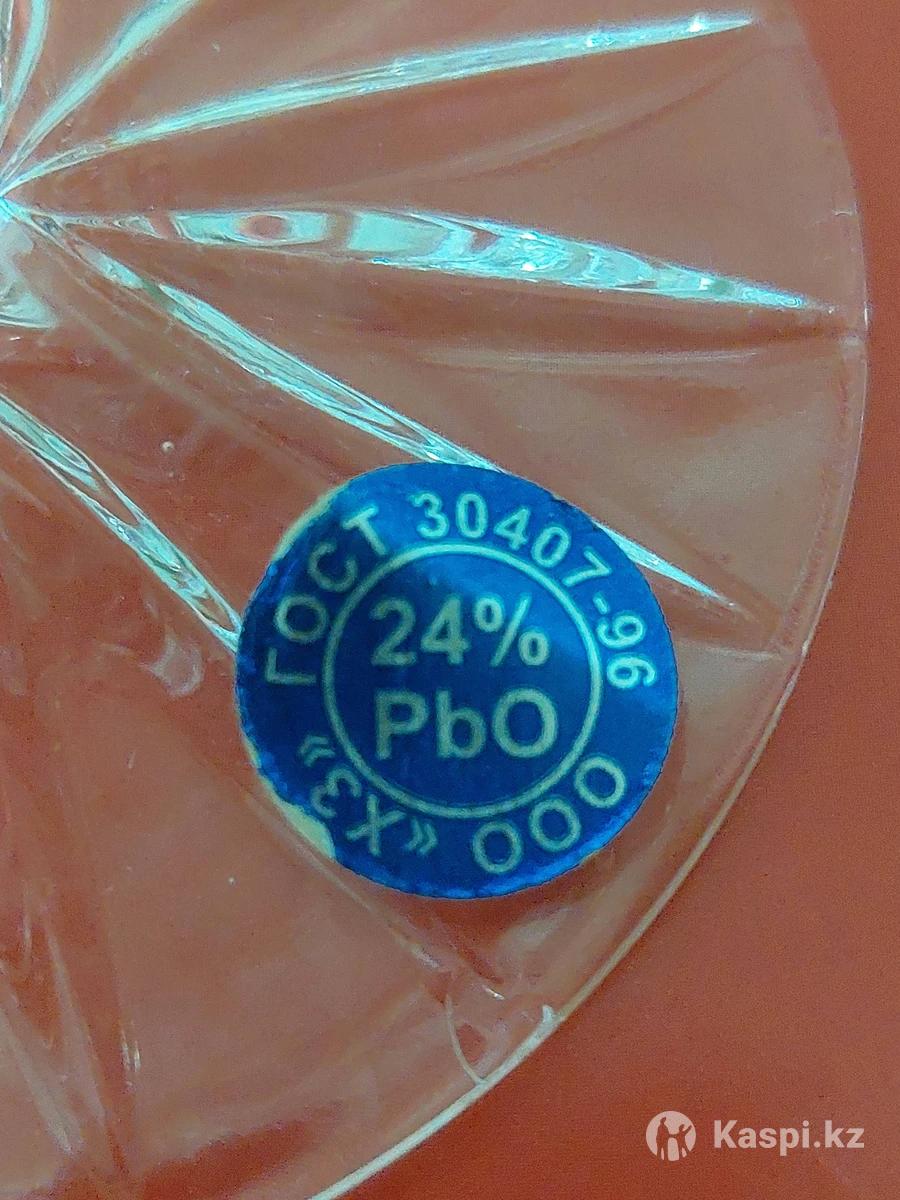 ГОСТ 30407-96
24%
PbO
ООО «ХЗ»
Kaspi.kz